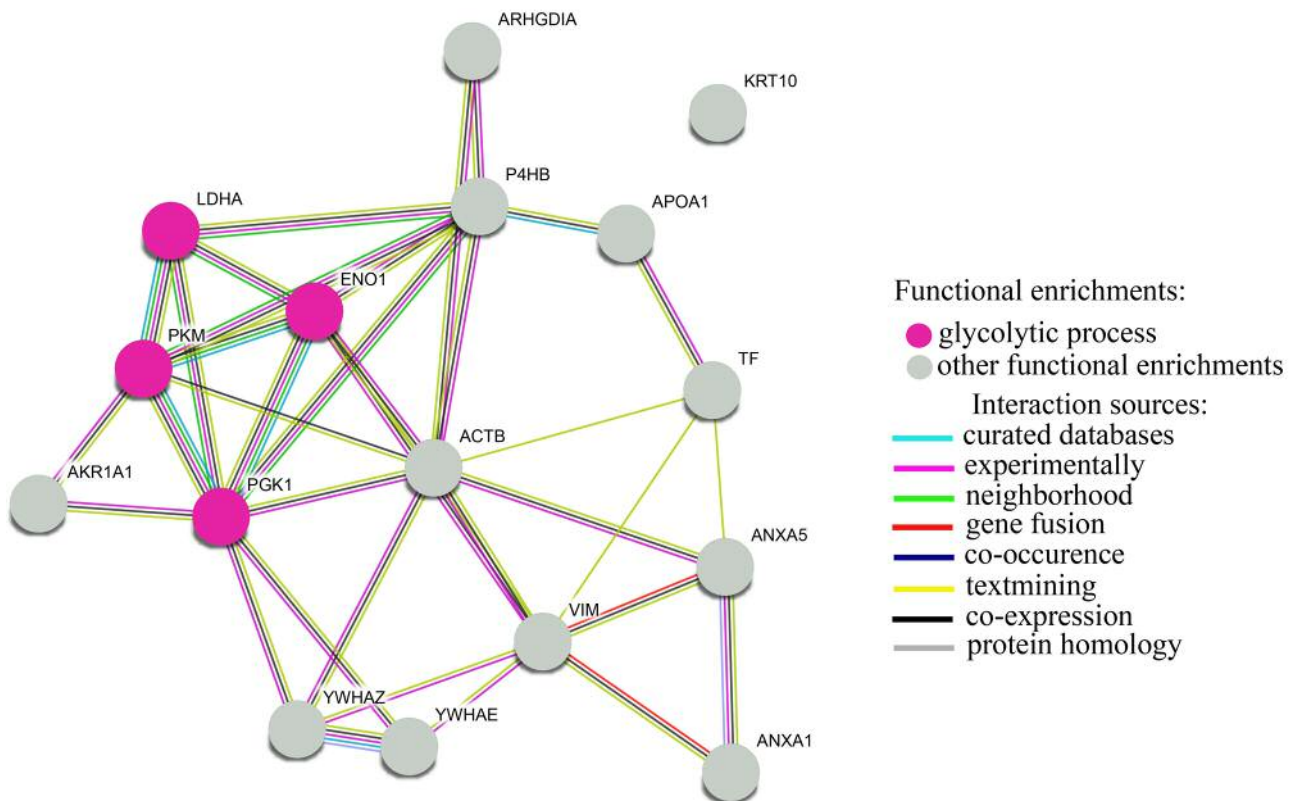 ARHGDIA
KRT10
P4HB
LDHA
APOA1
ENO1
PKM
TF
ACTB
AKR1A1
PGK1
ANXA5
VIM
YWHAZ
YWHAE
ANXA1
Functional enrichments:
glycolytic process
other functional enrichments
Interaction sources:
curated databases
experimentally
neighborhood
gene fusion
co-occurence
textmining
co-expression
protein homology